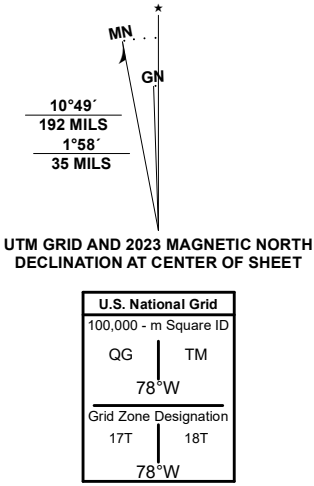 ★
MN
GN
10°49´
192 MILS
1°58´
35 MILS
UTM GRID AND 2023 MAGNETIC NORTH
DECLINATION AT CENTER OF SHEET
U.S. National Grid
100,000 - m Square ID
QG TM
78°W
Grid Zone Designation
17T 18T
78°W